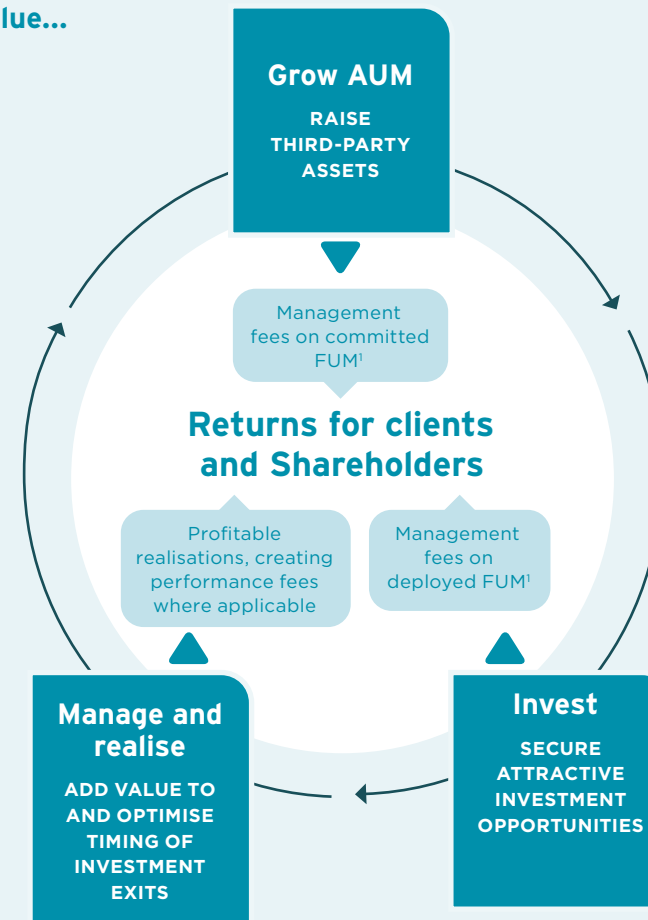 lue...
Grow AUM
RAISE
THIRD-PARTY
ASSETS
Management
fees on committed
FUM¹
Returns for clients
and Shareholders
Profitable
realisations, creating
performance fees
where applicable
Management
fees on
deployed FUM¹
Manage and
realise
ADD VALUE TO
AND OPTIMISE
TIMING OF
INVESTMENT
EXITS
Invest
SECURE
ATTRACTIVE
INVESTMENT
OPPORTUNITIES